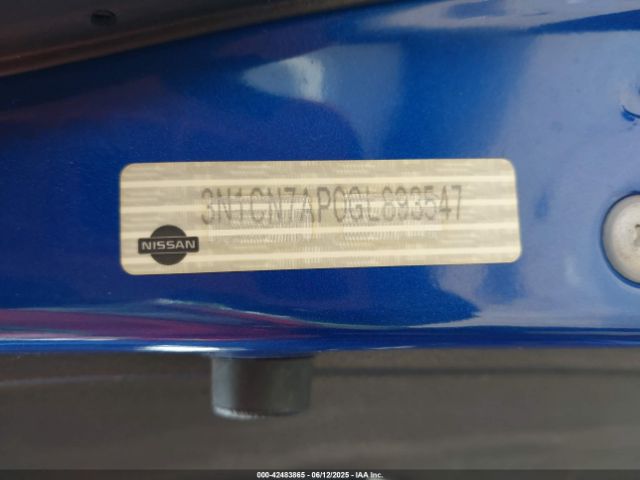 3N1CN7AP0GL893547
NISSAN
000-42483865 - 06/12/2025 - IAA Inc.